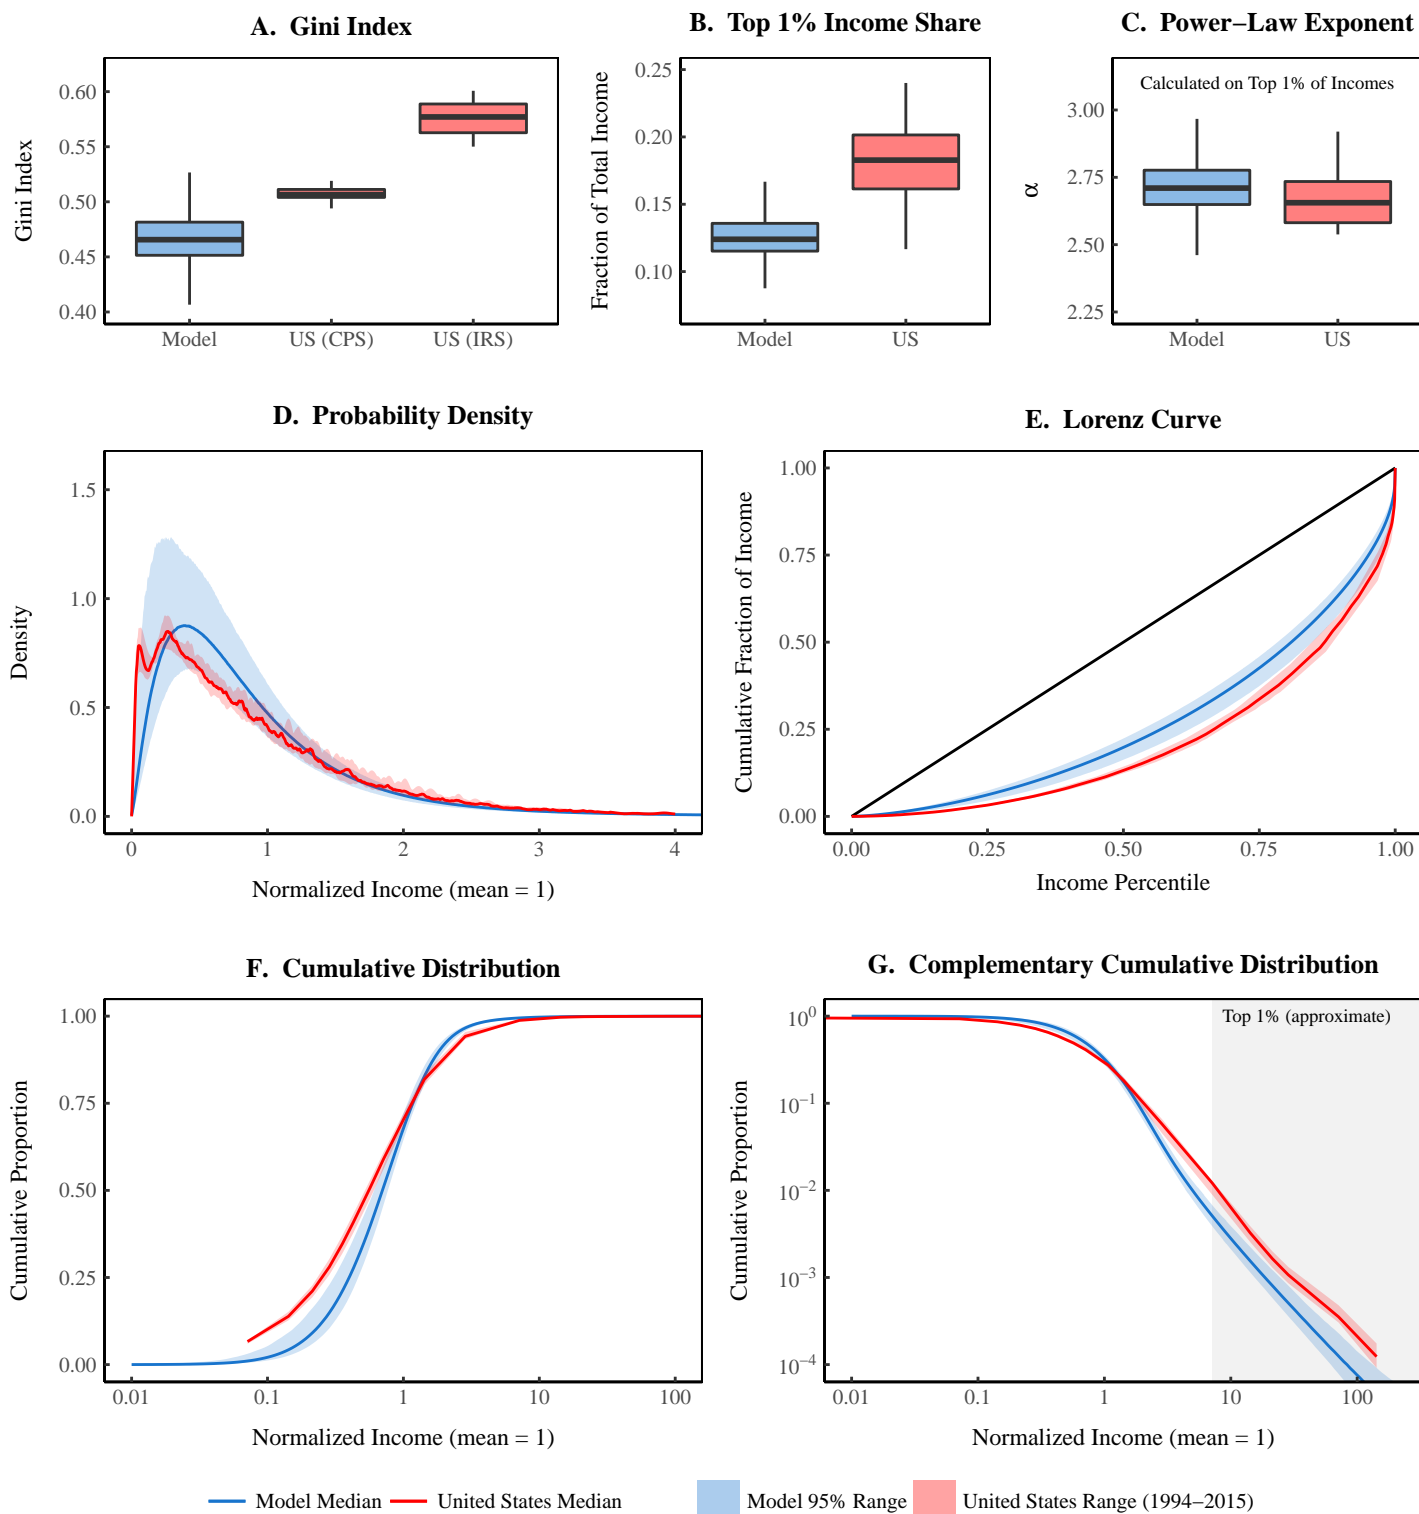 A. Gini Index
Gini Index
0.60
0.55
0.50
0.45
0.40
Model
US (CPS)
US (IRS)
B. Top 1% Income Share
Fraction of Total Income
0.25
0.20
0.15
0.10
Model
US
C. Power−Law Exponent
Calculated on Top 1% of Incomes
α
3.00
2.75
2.50
2.25
Model
US
D. Probability Density
Density
1.5
1.0
0.5
0.0
0
1
2
3
4
Normalized Income (mean = 1)
E. Lorenz Curve
Cumulative Fraction of Income
1.00
0.75
0.50
0.25
0.00
0.00
0.25
0.50
0.75
1.00
Income Percentile
F. Cumulative Distribution
Cumulative Proportion
1.00
0.75
0.50
0.25
0.00
0.01
0.1
1
10
100
Normalized Income (mean = 1)
G. Complementary Cumulative Distribution
Top 1% (approximate)
Cumulative Proportion
10⁰
10⁻¹
10⁻²
10⁻³
10⁻⁴
0.01
0.1
1
10
100
Normalized Income (mean = 1)
Model Median
United States Median
Model 95% Range
United States Range (1994−2015)